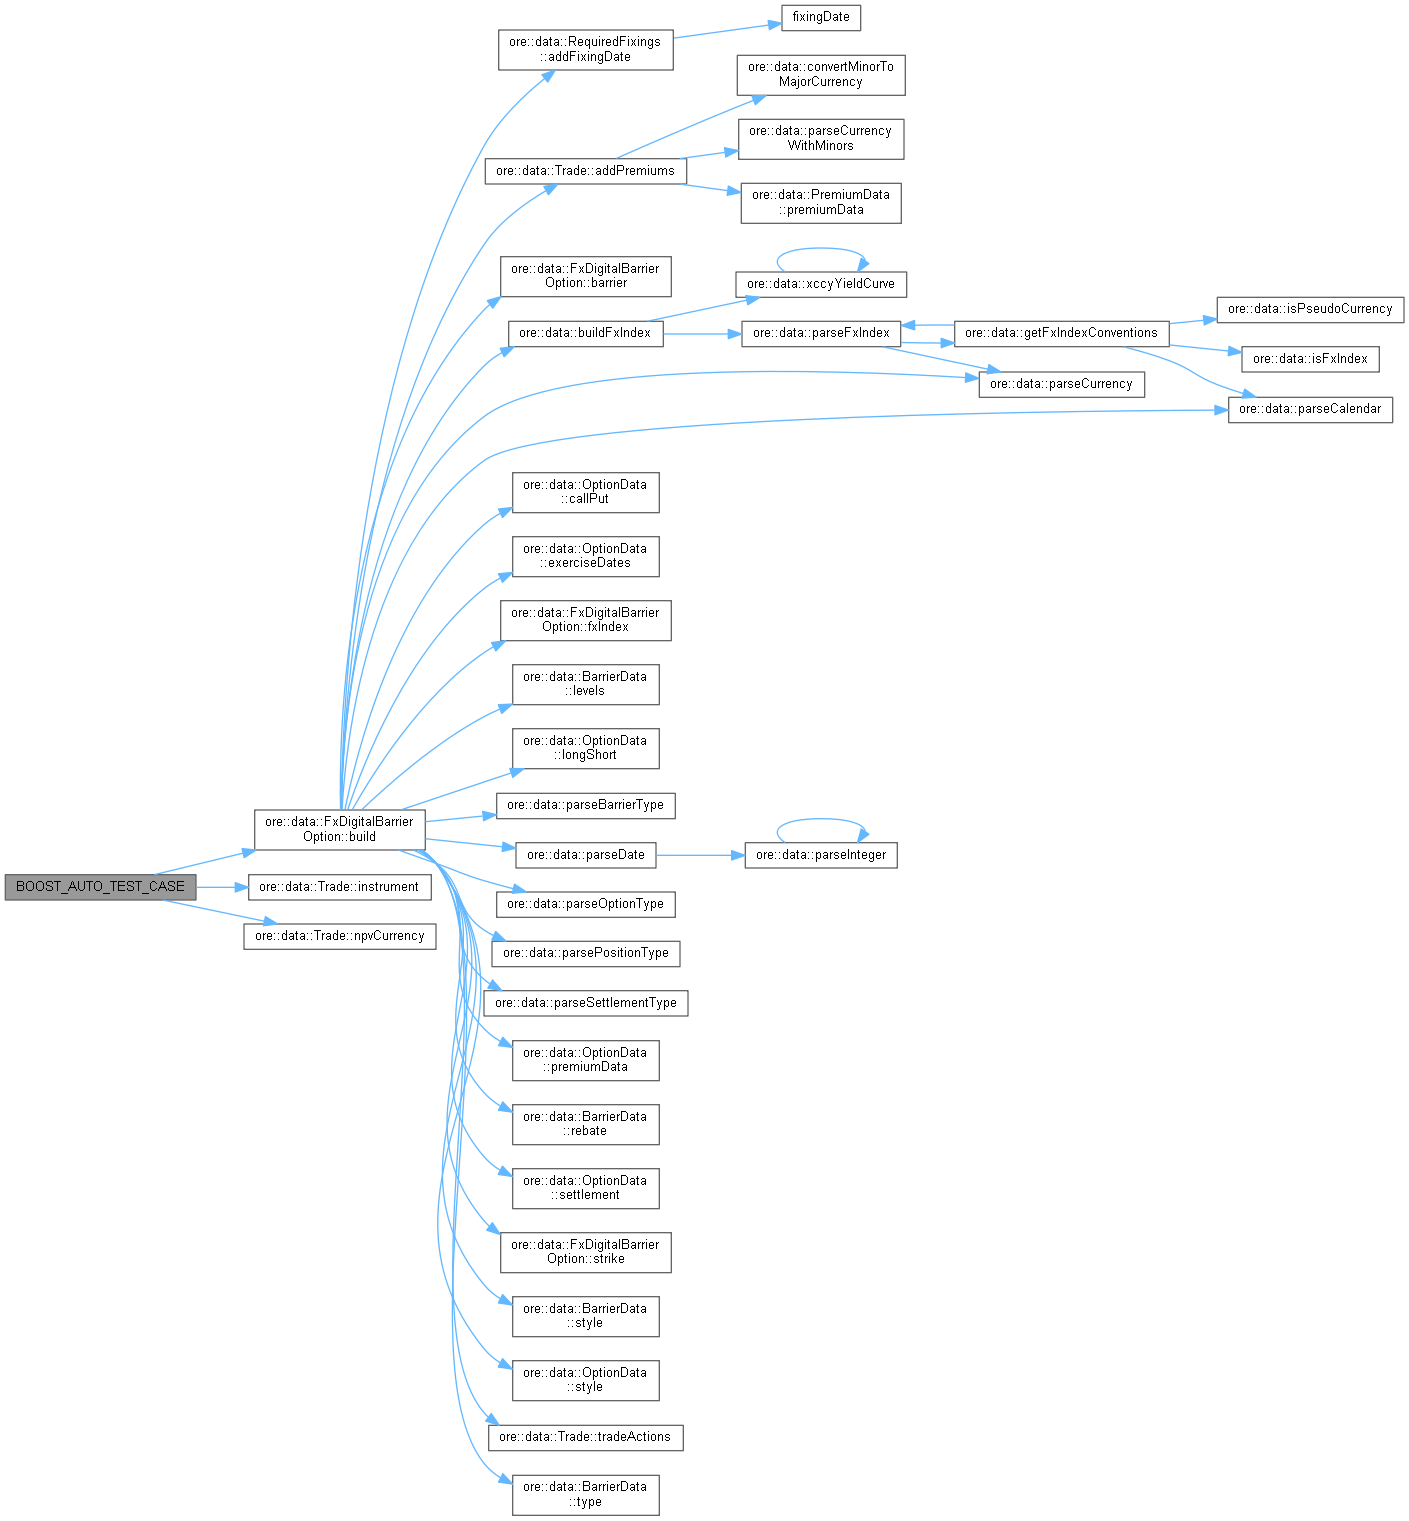 fixingDate
ore::data::RequiredFixings
::addFixingDate
ore::data::convertMinorTo
MajorCurrency
ore::data::parseCurrency
WithMinors
ore::data::Trade::addPremiums
ore::data::PremiumData
::premiumData
ore::data::FxDigitalBarrier
Option::barrier
ore::data::xccyYieldCurve
ore::data::isPseudoCurrency
ore::data::buildFxIndex
ore::data::parseFxIndex
ore::data::getFxIndexConventions
ore::data::isFxIndex
ore::data::parseCurrency
ore::data::parseCalendar
ore::data::OptionData
::callPut
ore::data::OptionData
::exerciseDates
ore::data::FxDigitalBarrier
Option::fxIndex
ore::data::BarrierData
::levels
ore::data::OptionData
::longShort
ore::data::parseBarrierType
ore::data::FxDigitalBarrier
Option::build
ore::data::parseDate
ore::data::parseInteger
BOOST_AUTO_TEST_CASE
ore::data::Trade::instrument
ore::data::parseOptionType
ore::data::Trade::npvCurrency
ore::data::parsePositionType
ore::data::parseSettlementType
ore::data::OptionData
::premiumData
ore::data::BarrierData
::rebate
ore::data::OptionData
::settlement
ore::data::FxDigitalBarrier
Option::strike
ore::data::BarrierData
::style
ore::data::OptionData
::style
ore::data::Trade::tradeActions
ore::data::BarrierData
::type